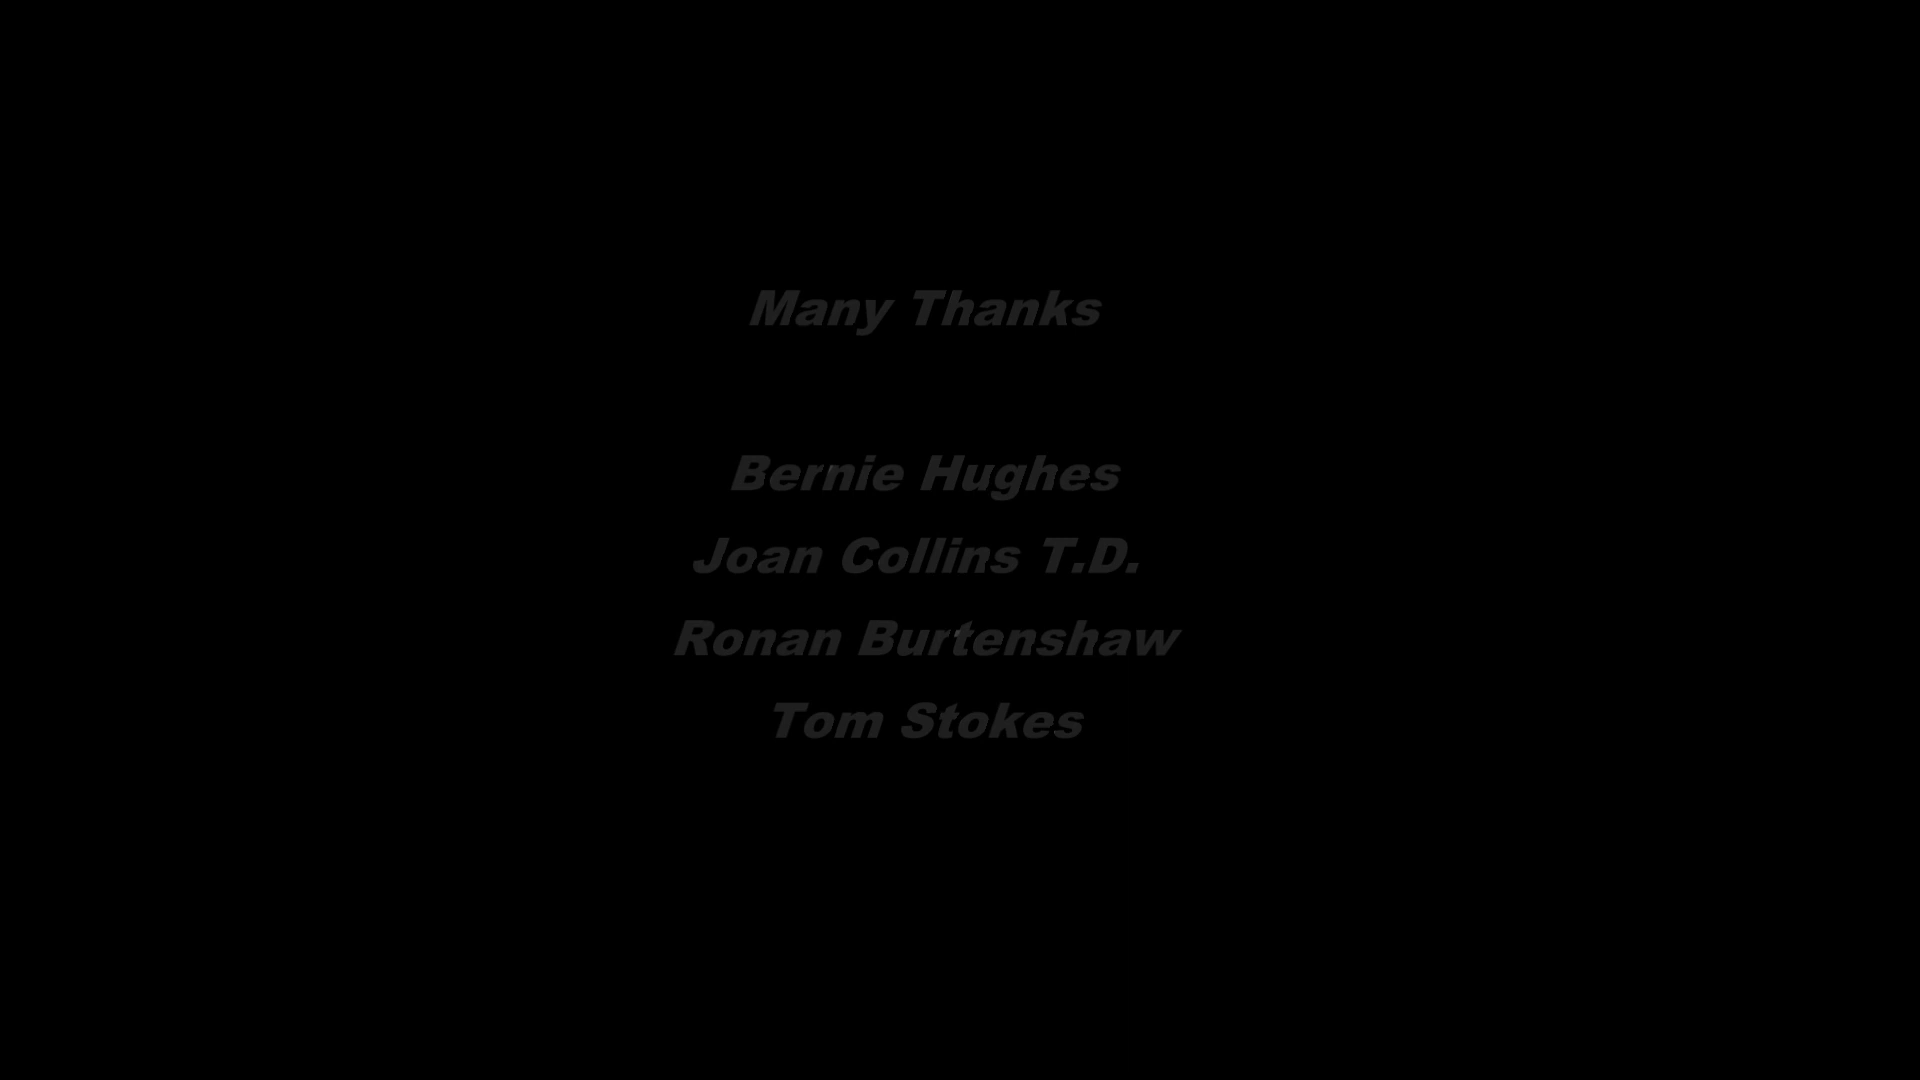 Many Thanks
Bernie Hughes
Joan Collins T.D.
Ronan Burtenshaw
Tom Stokes